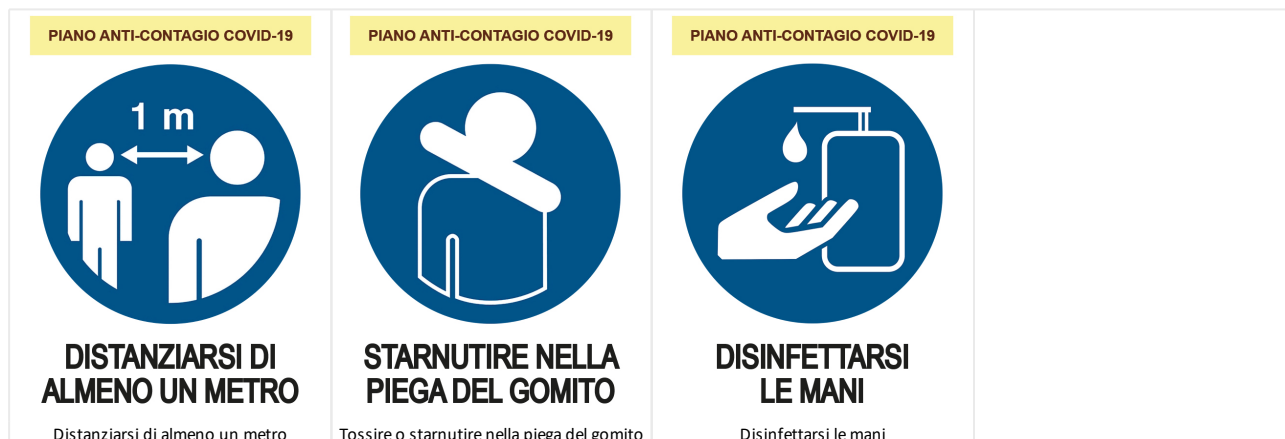 PIANO ANTI-CONTAGIO COVID-19
1 m
DISTANZIARSI DI
ALMENO UN METRO
Distanziarsi di almeno un metro
PIANO ANTI-CONTAGIO COVID-19
STARNUTIRE NELLA
PIEGA DEL GOMITO
Tossire o starnutire nella piega del gomito
PIANO ANTI-CONTAGIO COVID-19
DISINFETTARSI
LE MANI
Disinfettarsi le mani